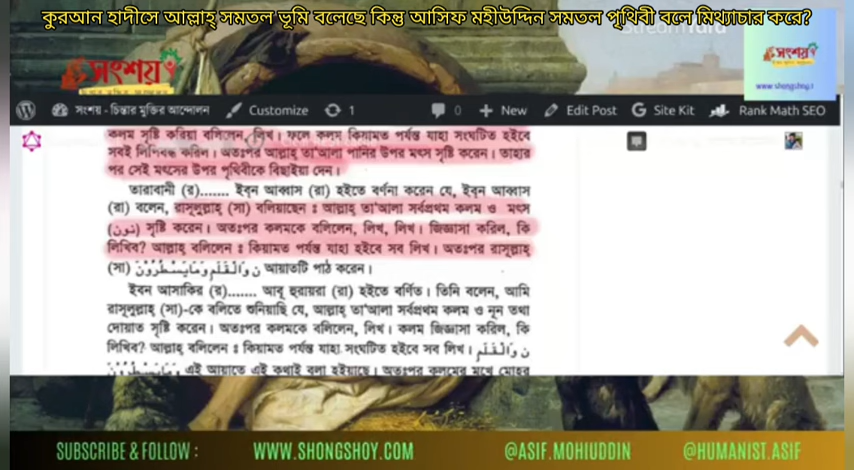 কুরআন হাদীসে আল্লাহ্ সমতল ভূমি বলেছে কিন্তু আসিফ মহীউদ্দিন সমতল পৃথিবী বলে মিথ্যাচার করে?
StreamYard
সংশয়
চিন্তার মুক্তির আন্দোলন
সংশয়
www.shongshoy.
সংশয় - চিন্তার মুক্তির আন্দোলন Customize 1 0 New Edit Post Site Kit Rank Math SEO
কলম সৃষ্টি করিয়া বলিলেন, লিখ। ফলে কলম কিয়ামত পর্যন্ত যাহা সংঘটিত হইবে
সবই লিপিবদ্ধ করিল। অতঃপর আল্লাহ্ তা'আলা পানির উপর মৎস সৃষ্টি করেন। তাহার
পর সেই মৎসের উপর পৃথিবীকে বিছাইয়া দেন।
তারাবানী (র)....... ইব্‌ন আব্বাস (রা) হইতে বর্ণনা করেন যে, ইব্‌ন আব্বাস
(রা) বলেন, রাসূলুল্লাহ্ (সা) বলিয়াছেন ঃ আল্লাহ্ তা'আলা সর্বপ্রথম কলম ও মৎস
(نون) সৃষ্টি করেন। অতঃপর কলমকে বলিলেন, লিখ, লিখ। জিজ্ঞাসা করিল, কি
লিখিব? আল্লাহ্ বলিলেন ঃ কিয়ামত পর্যন্ত যাহা হইবে সব লিখ। অতঃপর রাসূলুল্লাহ্
(সা) نۤ وَالْقَلَمِ وَمَا يَسْطُرُوْنَ আয়াতটি পাঠ করেন।
ইবন আসাকির (র)....... আবূ হুরায়রা (রা) হইতে বর্ণিত। তিনি বলেন, আমি
রাসূলুল্লাহ্ (সা)-কে বলিতে শুনিয়াছি যে, আল্লাহ্ তা'আলা সর্বপ্রথম কলম ও নূন তথা
দোয়াত সৃষ্টি করেন। অতঃপর কলমকে বলিলেন, লিখ। কলম জিজ্ঞাসা করিল, কি
লিখিব? আল্লাহ্ বলিলেন ঃ কিয়ামত পর্যন্ত যাহা সংঘটিত হইবে সব লিখ। نۤ وَالْقَلَمِ
وَمَا يَسْطُرُوْنَ এই আয়াতে এই কথাই বলা হইয়াছে। অতঃপর কলমের মুখে মোহর
SUBSCRIBE & FOLLOW : WWW.SHONGSHOY.COM @ASIF.MOHIUDDIN @HUMANIST.ASIF